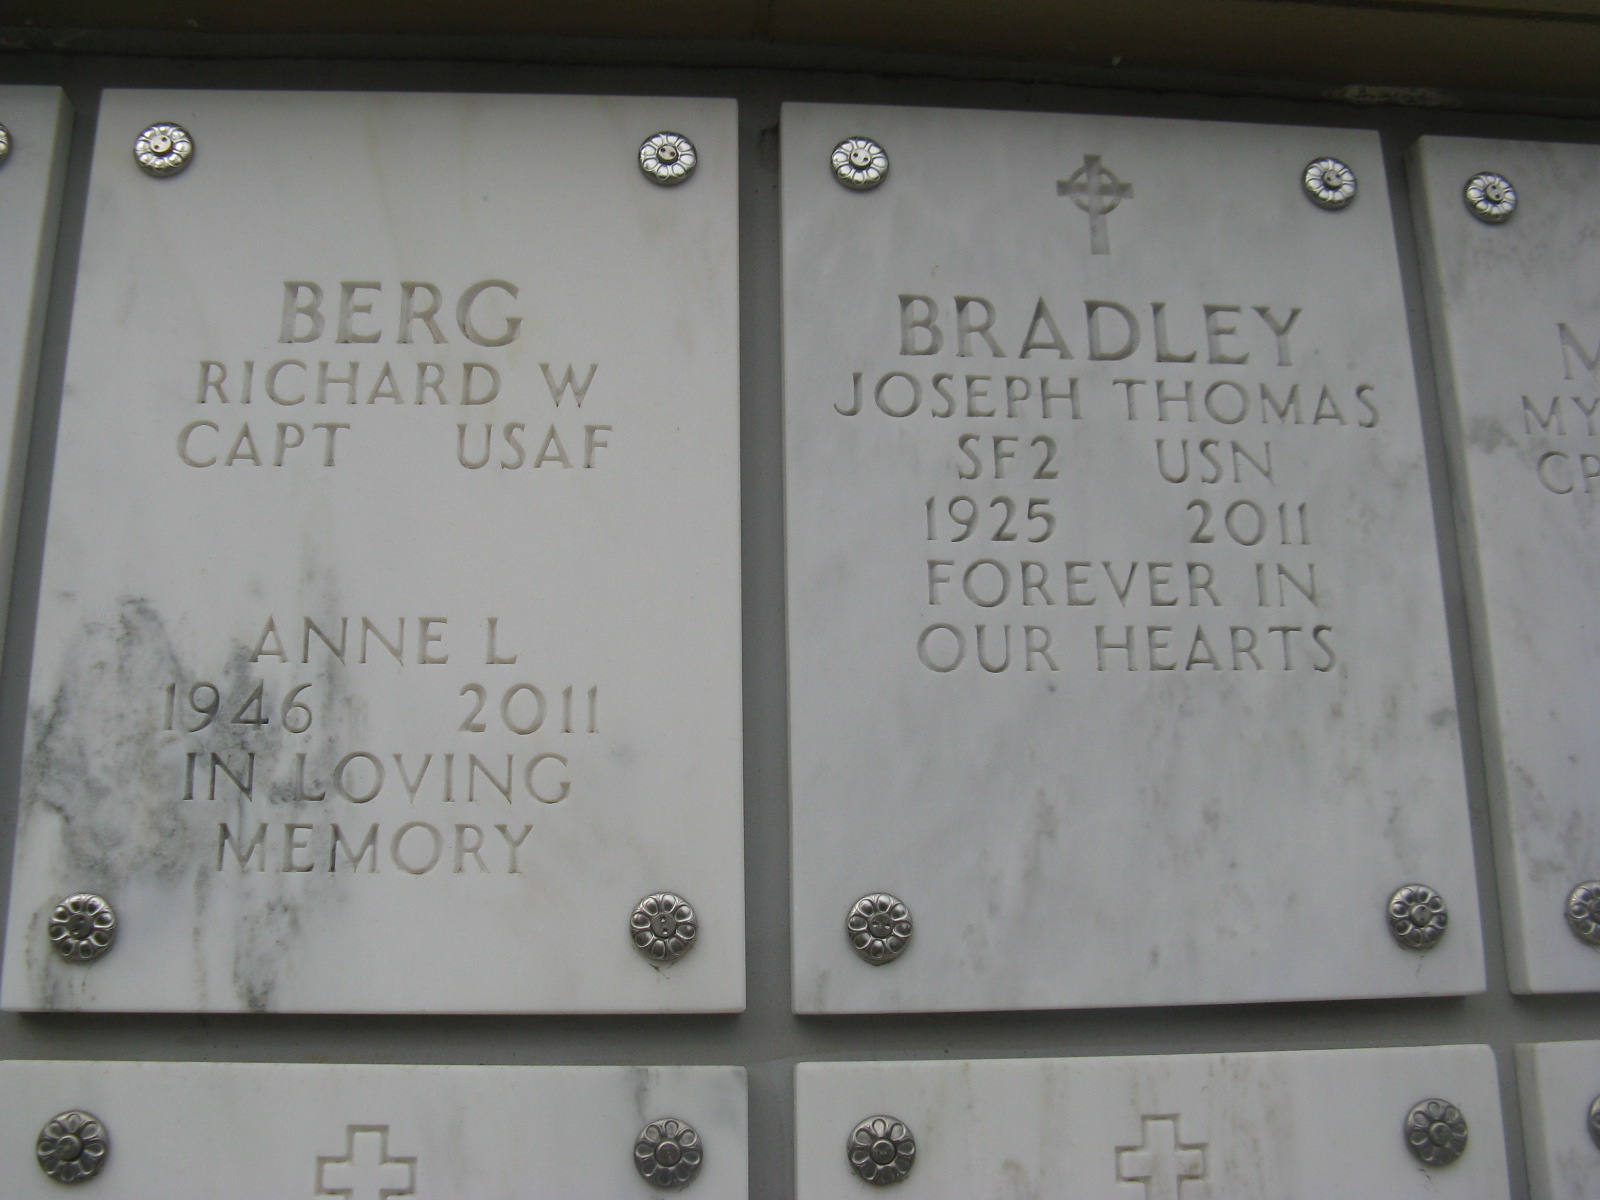 BERG
RICHARD W
CAPT USAF
ANNE L
1946 2011
IN LOVING
MEMORY
BRADLEY
JOSEPH THOMAS
SF2 USN
1925 2011
FOREVER IN
OUR HEARTS